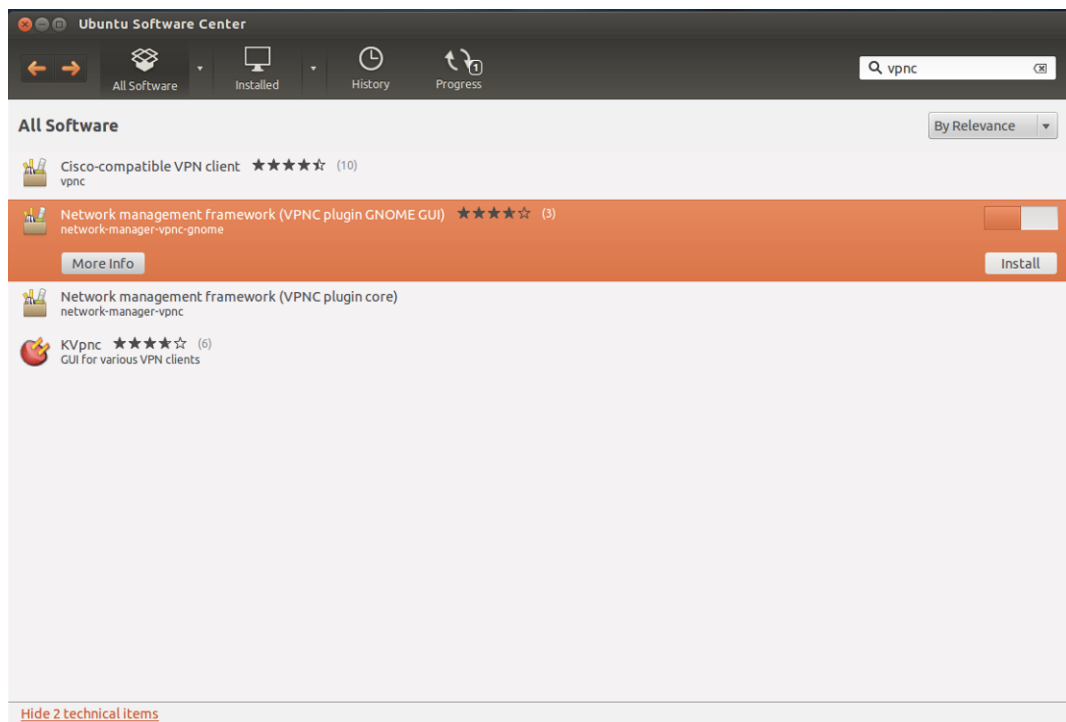 Ubuntu Software Center
All Software
Installed
History
Progress
1
vpnc
All Software
By Relevance
Cisco-compatible VPN client (10)
vpnc
Network management framework (VPNC plugin GNOME GUI) (3)
network-manager-vpnc-gnome
More Info
Install
Network management framework (VPNC plugin core)
network-manager-vpnc
KVpnc (6)
GUI for various VPN clients
Hide 2 technical items